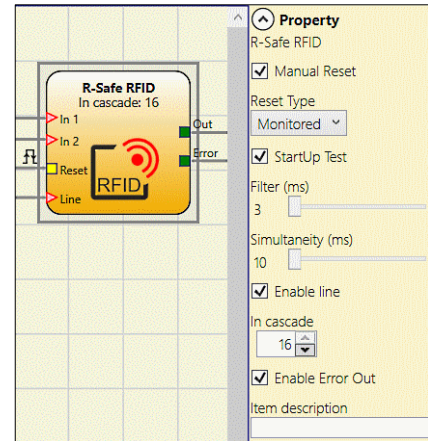 R-Safe RFID
In cascade: 16
In 1
In 2
Reset
Line
Out
Error
RFID
Property
R-Safe RFID
Manual Reset
Reset Type
Monitored
StartUp Test
Filter (ms)
3
Simultaneity (ms)
10
Enable line
In cascade
16
Enable Error Out
Item description